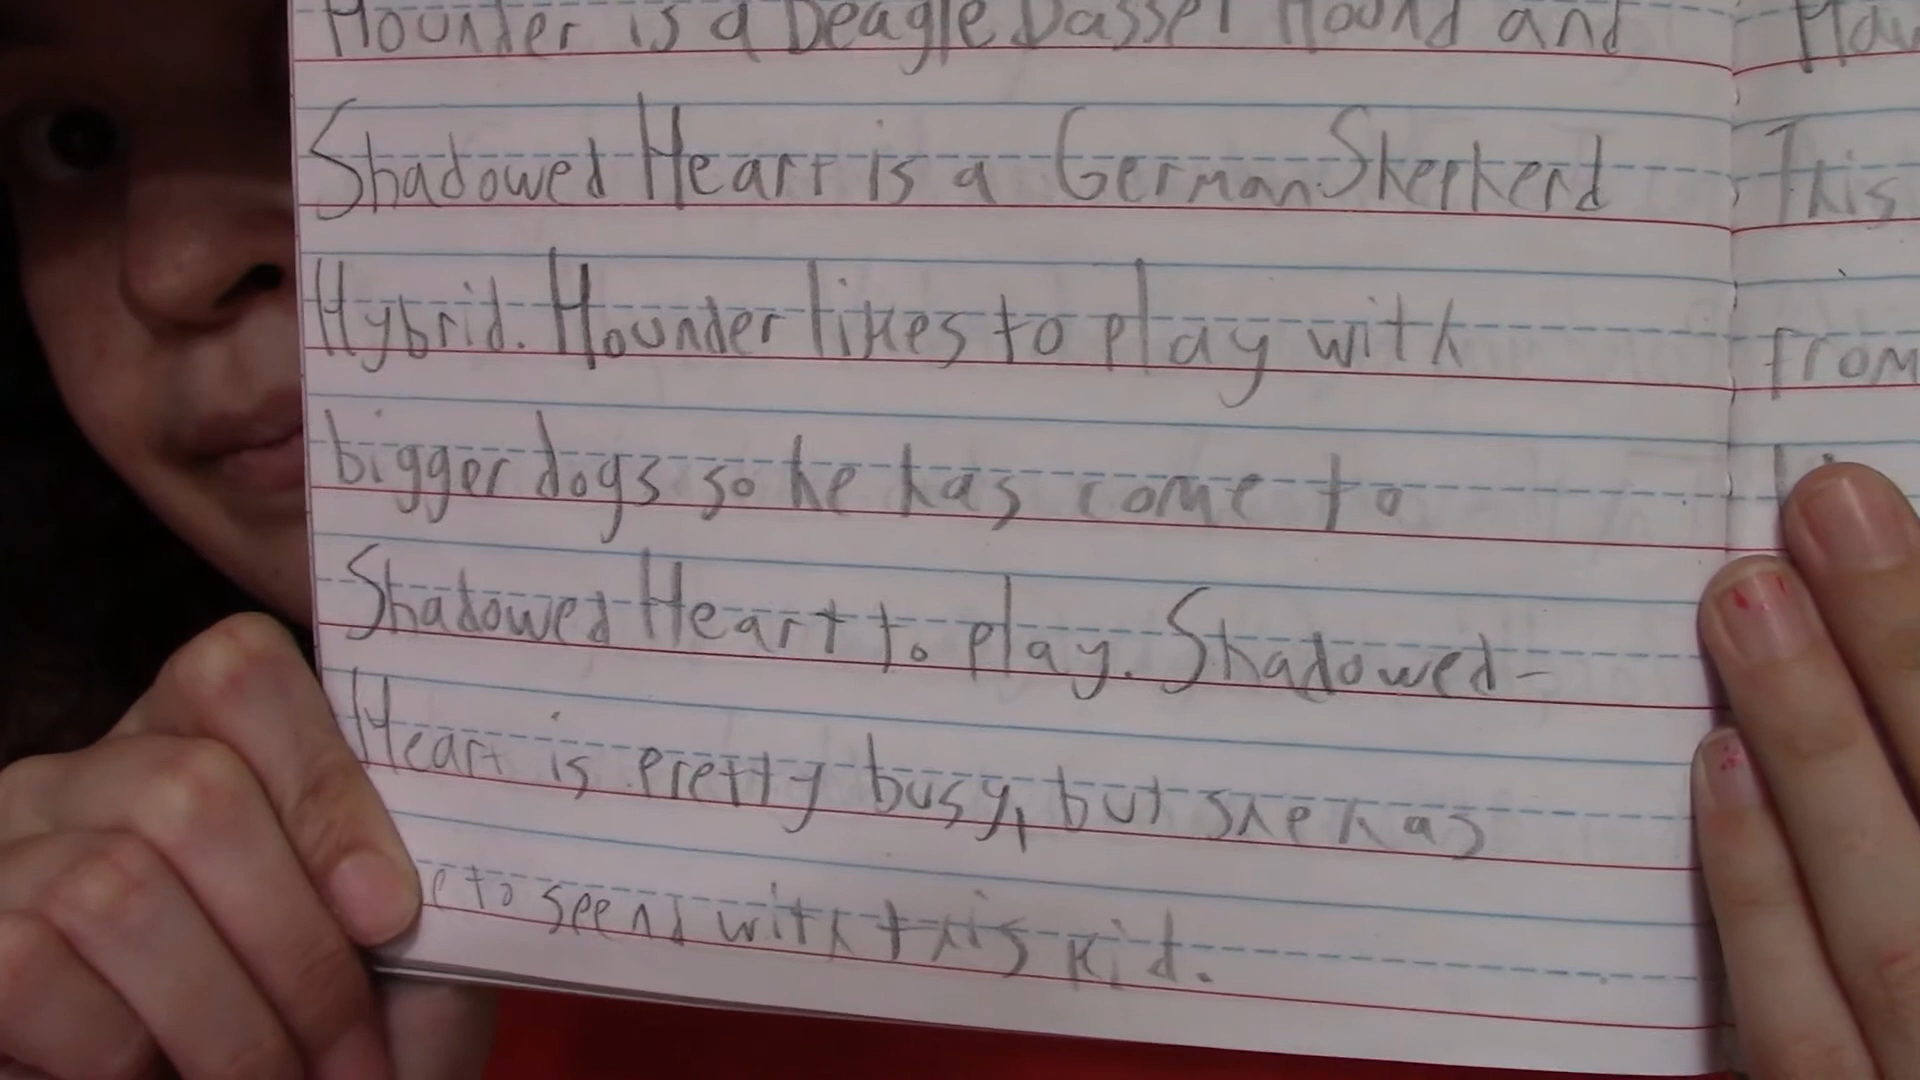 Hounder is a Beagle Basset Hound and
Shadowed Heart is a German Shepherd
Hybrid. Hounder likes to play with
bigger dogs so he has come to
Shadowed Heart to play. Shadowed-
Heart is pretty busy, but she has
to spend with this kid.
This
from